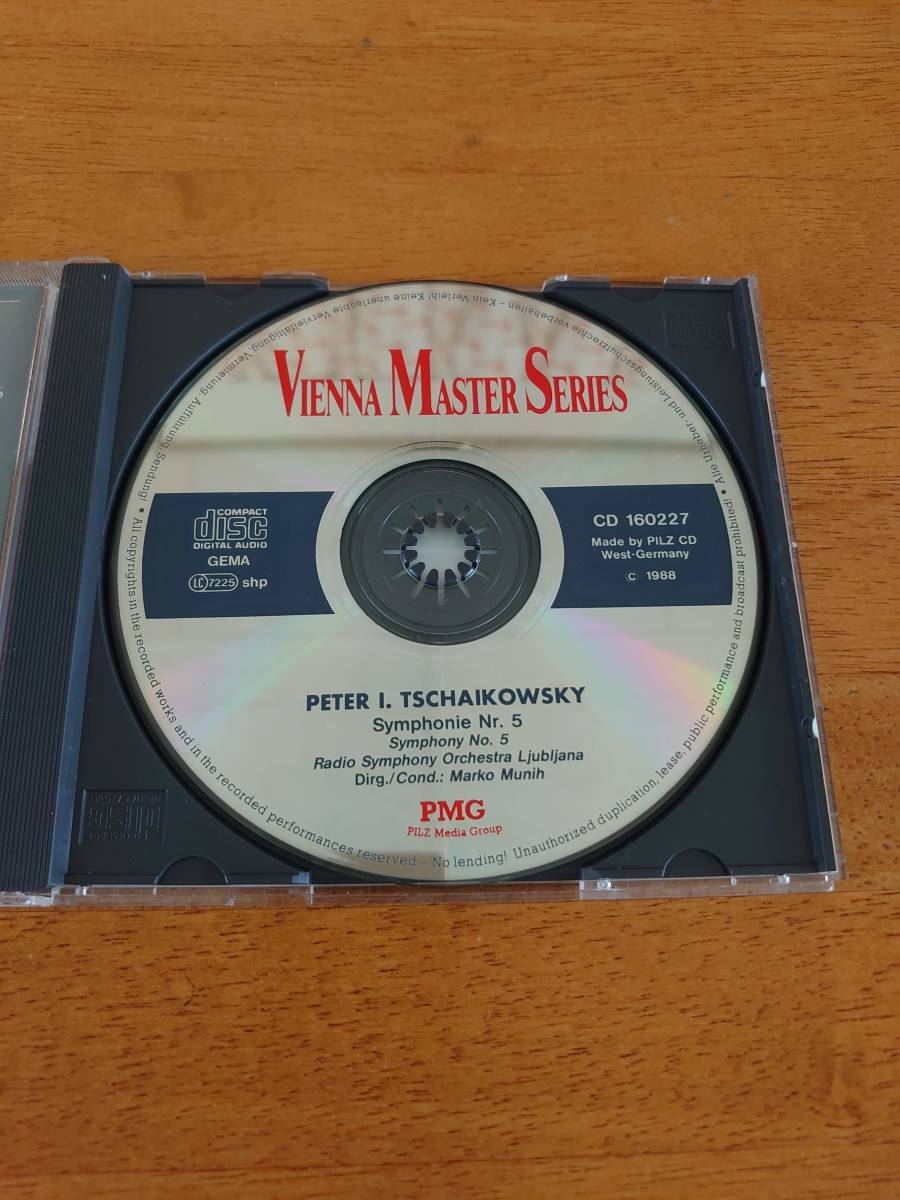 VIENNA MASTER SERIES
COMPACT
disc
DIGITAL AUDIO
GEMA
LC 7225 shp
CD 160227
Made by PILZ CD
West-Germany
© 1988
PETER I. TSCHAIKOWSKY
Symphonie Nr. 5
Symphony No. 5
Radio Symphony Orchestra Ljubljana
Dirg./Cond.: Marko Munih
PMG
PILZ Media Group
• Alle Urheber- und Leistungsschutzrechte vorbehalten – Kein Verleih! Keine unerlaubte Vervielfältigung, Vermietung, Aufführung, Sendung!
• All copyrights in the recorded works and in the recorded performances reserved – No lending! Unauthorized duplication, lease, public performance and broadcast prohibited!
5